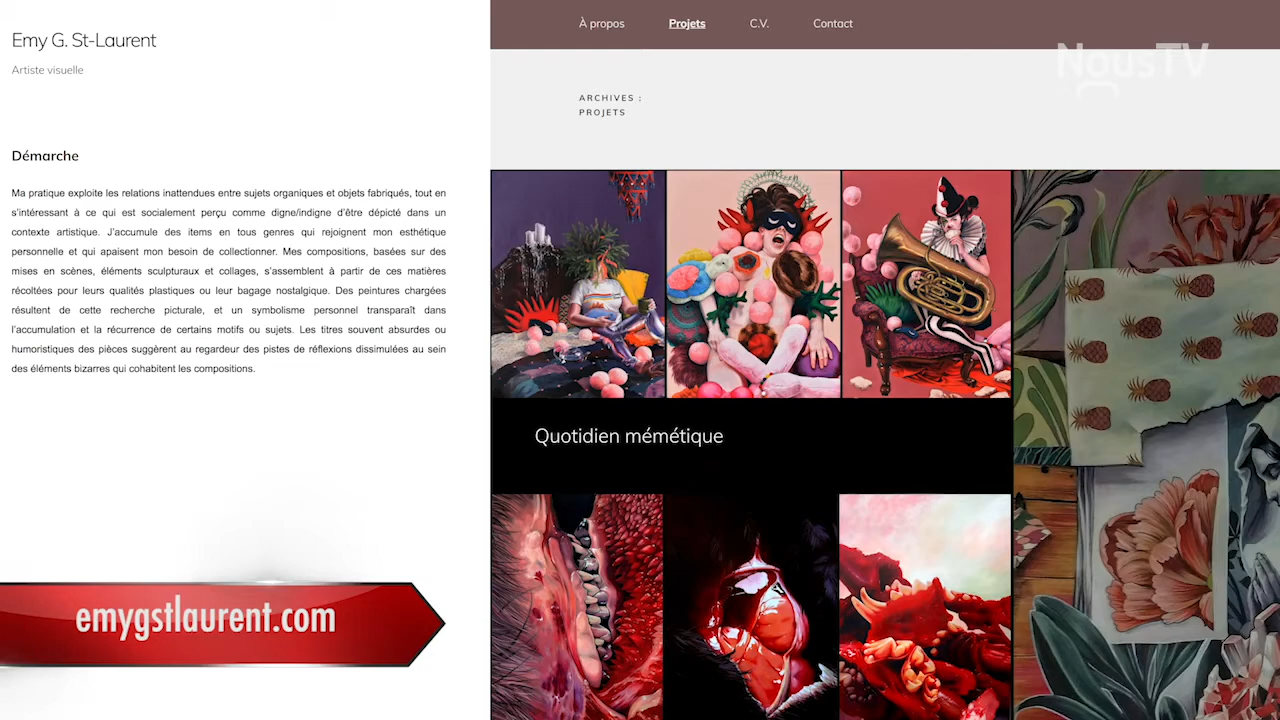 Emy G. St-Laurent
Artiste visuelle
À propos
Projets
C.V.
Contact
NousTV
ARCHIVES :
PROJETS
Démarche
Ma pratique exploite les relations inattendues entre sujets organiques et objets fabriqués, tout en
s'intéressant à ce qui est socialement perçu comme digne/indigne d'être dépicté dans un
contexte artistique. J'accumule des items en tous genres qui rejoignent mon esthétique
personnelle et qui apaisent mon besoin de collectionner. Mes compositions, basées sur des
mises en scènes, éléments sculpturaux et collages, s'assemblent à partir de ces matières
récoltées pour leurs qualités plastiques ou leur bagage nostalgique. Des peintures chargées
résultent de cette recherche picturale, et un symbolisme personnel transparaît dans
l'accumulation et la récurrence de certains motifs ou sujets. Les titres souvent absurdes ou
humoristiques des pièces suggèrent au regardeur des pistes de réflexions dissimulées au sein
des éléments bizarres qui cohabitent les compositions.
Quotidien mémétique
emygstlaurent.com